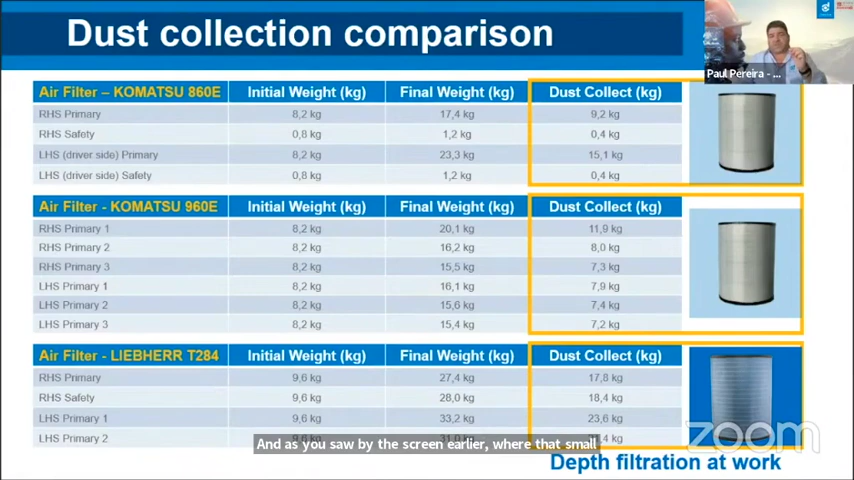 Dust collection comparison
Paul Pereira - ...
Air Filter – KOMATSU 860E Initial Weight (kg) Final Weight (kg) Dust Collect (kg)
RHS Primary 8,2 kg 17,4 kg 9,2 kg
RHS Safety 0,8 kg 1,2 kg 0,4 kg
LHS (driver side) Primary 8,2 kg 23,3 kg 15,1 kg
LHS (driver side) Safety 0,8 kg 1,2 kg 0,4 kg
Air Filter - KOMATSU 960E Initial Weight (kg) Final Weight (kg) Dust Collect (kg)
RHS Primary 1 8,2 kg 20,1 kg 11,9 kg
RHS Primary 2 8,2 kg 16,2 kg 8,0 kg
RHS Primary 3 8,2 kg 15,5 kg 7,3 kg
LHS Primary 1 8,2 kg 16,1 kg 7,9 kg
LHS Primary 2 8,2 kg 15,6 kg 7,4 kg
LHS Primary 3 8,2 kg 15,4 kg 7,2 kg
Air Filter - LIEBHERR T284 Initial Weight (kg) Final Weight (kg) Dust Collect (kg)
RHS Primary 9,6 kg 27,4 kg 17,8 kg
RHS Safety 9,6 kg 28,0 kg 18,4 kg
LHS Primary 1 9,6 kg 33,2 kg 23,6 kg
LHS Primary 2
And as you saw by the screen earlier, where that small
zoom
Depth filtration at work